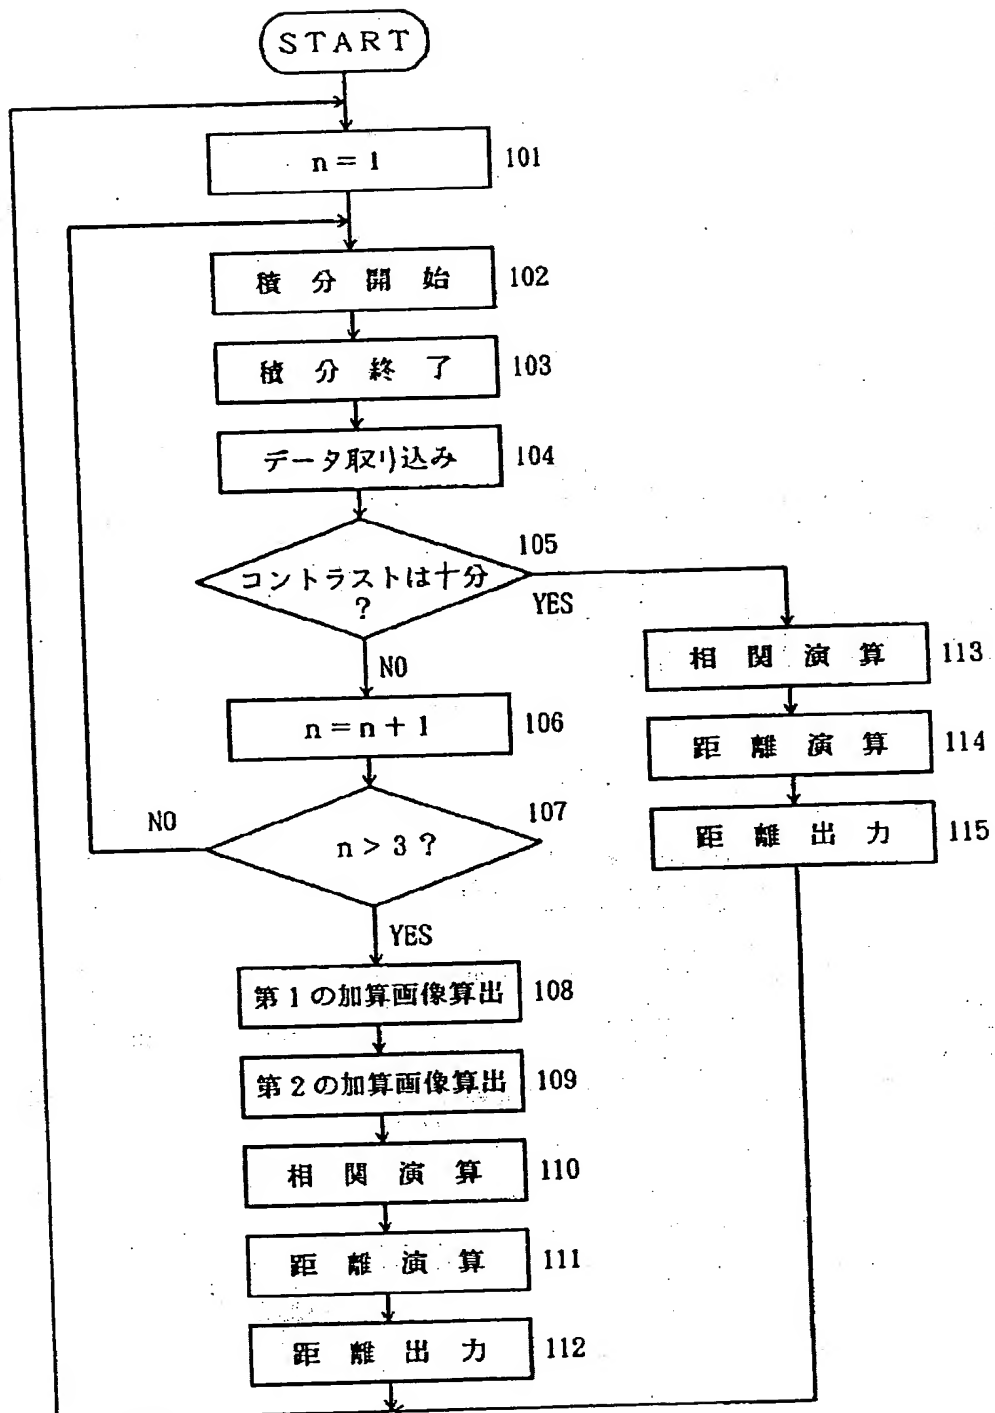 START
n = 1 101
積分開始 102
積分終了 103
データ取り込み 104
105
コントラストは十分
?
YES
NO
n = n + 1 106
107
n > 3 ?
NO
YES
第1の加算画像算出 108
第2の加算画像算出 109
相関演算 110
距離演算 111
距離出力 112
相関演算 113
距離演算 114
距離出力 115